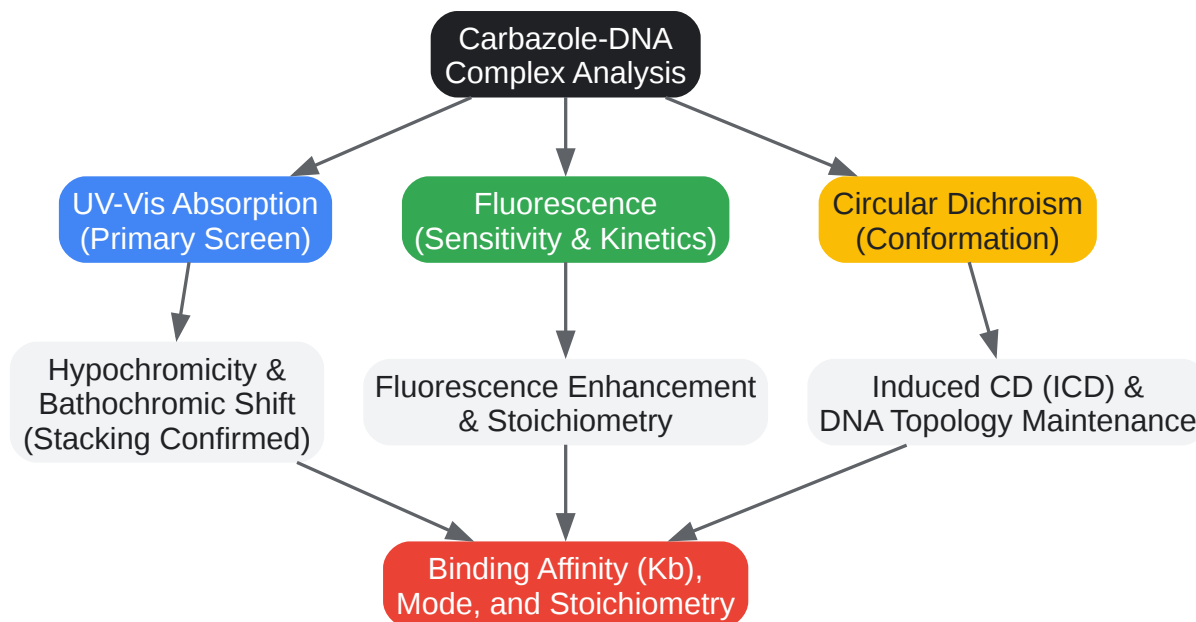 Carbazole-DNA
Complex Analysis
UV-Vis Absorption
(Primary Screen)
Fluorescence
(Sensitivity & Kinetics)
Circular Dichroism
(Conformation)
Hypochromicity &
Bathochromic Shift
(Stacking Confirmed)
Fluorescence Enhancement
& Stoichiometry
Induced CD (ICD) &
DNA Topology Maintenance
Binding Affinity (Kb),
Mode, and Stoichiometry